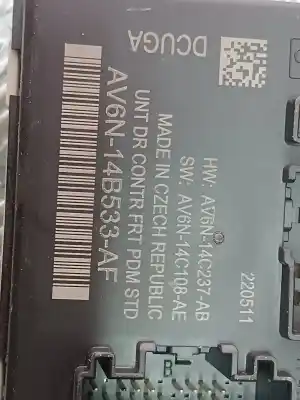 DCUGA
HW: AV6N-14C237-AB
SW: AV6N-14C108-AE
MADE IN CZECH REPUBLIC
UNT DR CONTR FRT PDM STD
AV6N-14B533-AF
220511
B